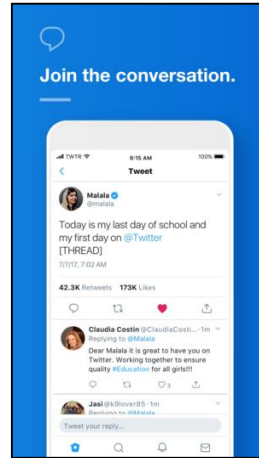 Join the conversation.
TWTR 9:15 AM 100%
Tweet
Malala
@malala
Today is my last day of school and
my first day on @Twitter
[THREAD]
7/7/17, 7:02 AM
42.3K Retweets 173K Likes
Claudia Costin @ClaudiaCosti... · 1m
Replying to @Malala
Dear Malala it is great to have you on
Twitter. Working together to ensure
quality #Education for all girls!!!
3
Jasi @k9lover85 · 1m
Replying to @Malala
Tweet your reply...